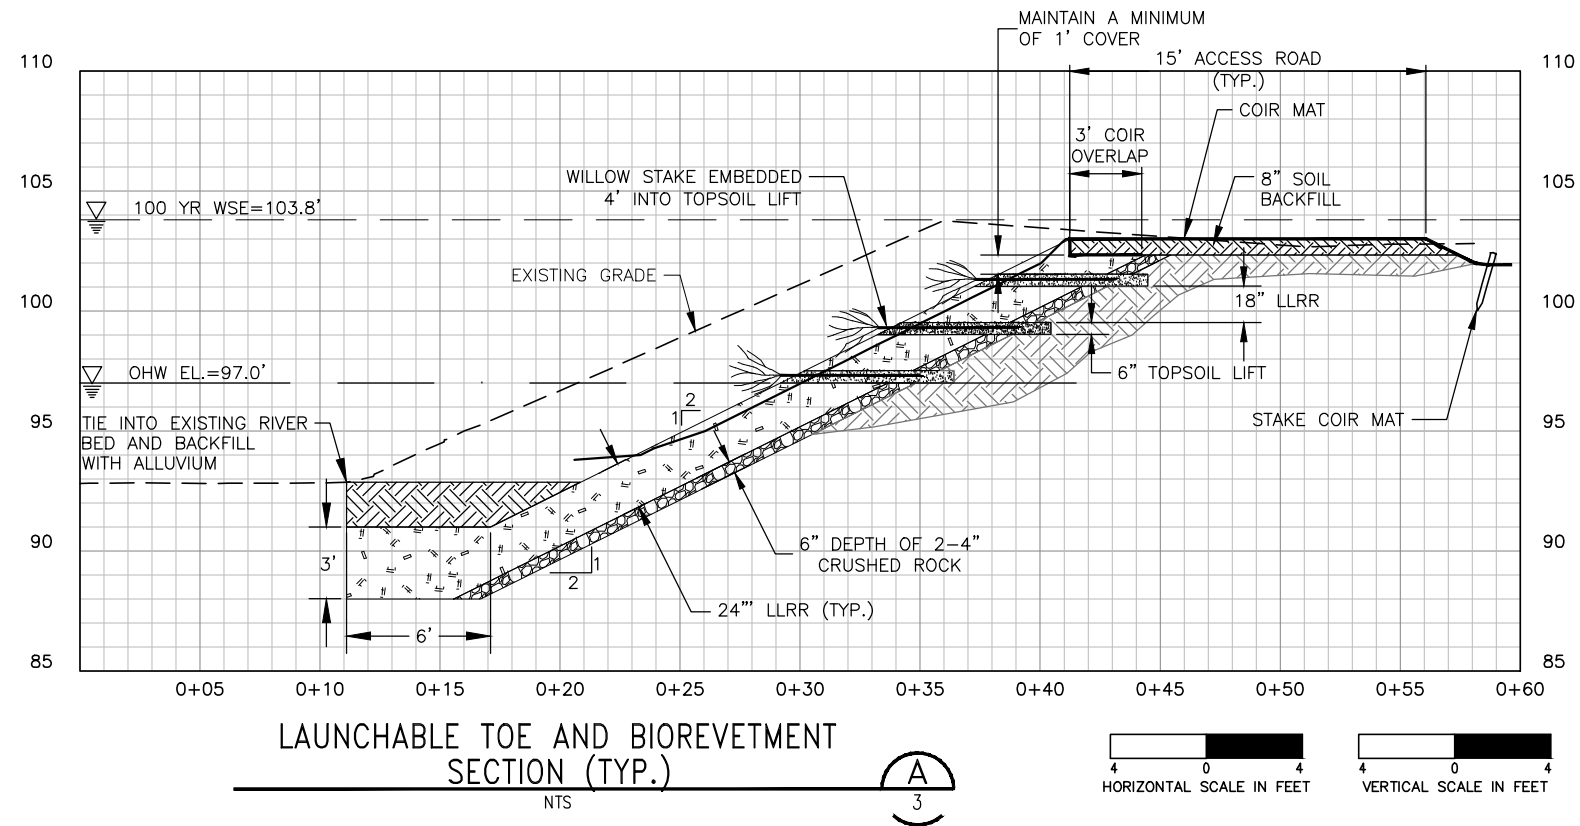 MAINTAIN A MINIMUM
OF 1' COVER
15' ACCESS ROAD
(TYP.)
110
110
COIR MAT
3' COIR
OVERLAP
WILLOW STAKE EMBEDDED
4' INTO TOPSOIL LIFT
8" SOIL
BACKFILL
105
105
100 YR WSE=103.8'
EXISTING GRADE
100
100
18" LLRR
OHW EL.=97.0'
6" TOPSOIL LIFT
2
1
95
95
TIE INTO EXISTING RIVER
BED AND BACKFILL
WITH ALLUVIUM
STAKE COIR MAT
90
90
6" DEPTH OF 2-4"
CRUSHED ROCK
3'
1
2
24"' LLRR (TYP.)
6'
85
85
0+05
0+10
0+15
0+20
0+25
0+30
0+35
0+40
0+45
0+50
0+55
0+60
LAUNCHABLE TOE AND BIOREVETMENT
SECTION (TYP.)
NTS
A
3
4 0 4
HORIZONTAL SCALE IN FEET
4 0 4
VERTICAL SCALE IN FEET